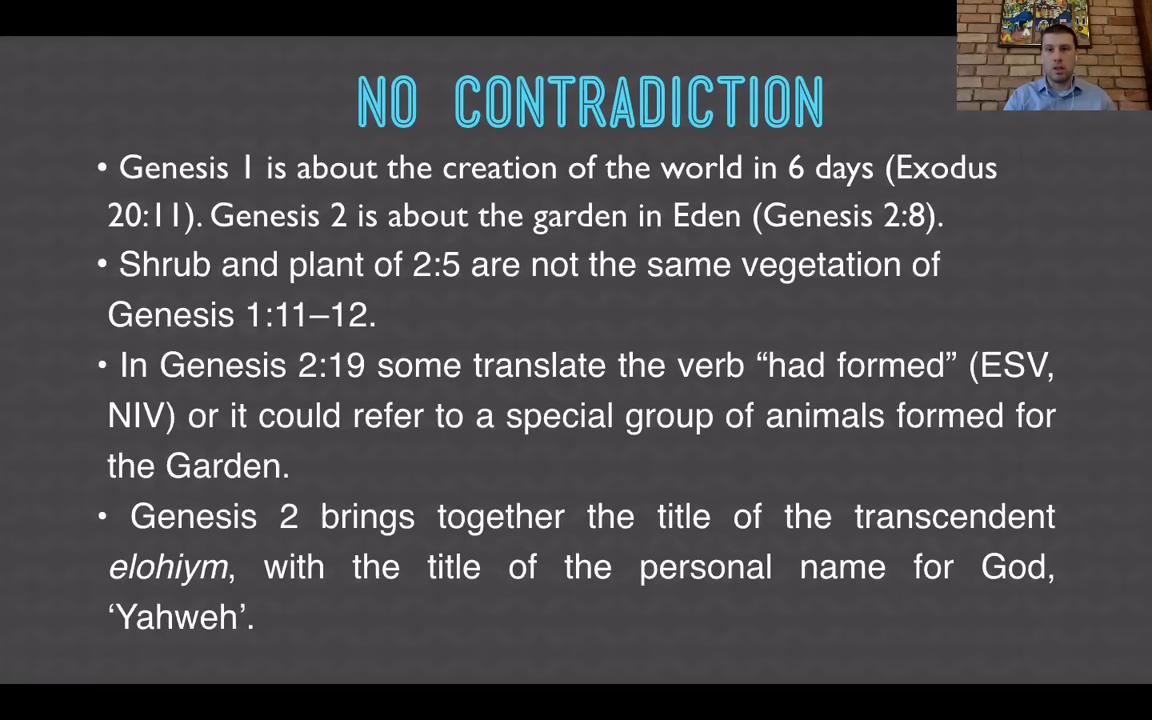 NO CONTRADICTION
• Genesis 1 is about the creation of the world in 6 days (Exodus
20:11). Genesis 2 is about the garden in Eden (Genesis 2:8).
• Shrub and plant of 2:5 are not the same vegetation of
Genesis 1:11–12.
• In Genesis 2:19 some translate the verb “had formed” (ESV,
NIV) or it could refer to a special group of animals formed for
the Garden.
• Genesis 2 brings together the title of the transcendent
elohiym, with the title of the personal name for God,
‘Yahweh’.